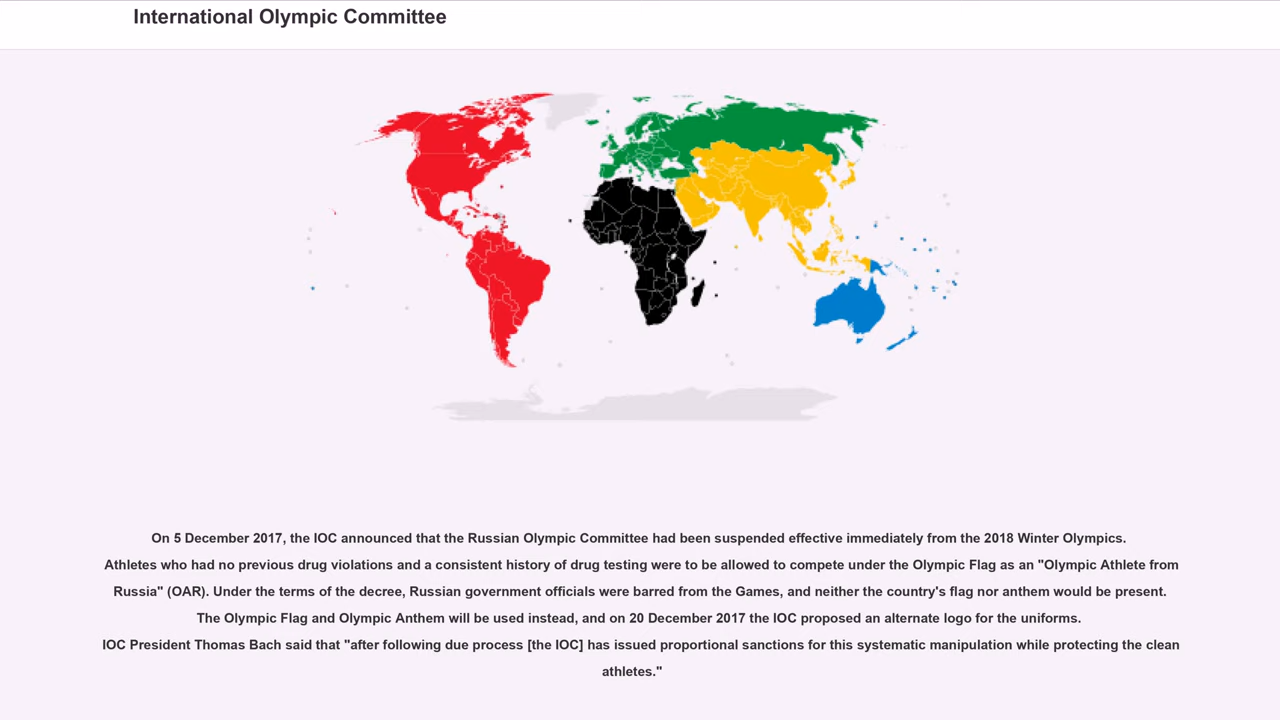 International Olympic Committee
On 5 December 2017, the IOC announced that the Russian Olympic Committee had been suspended effective immediately from the 2018 Winter Olympics.
Athletes who had no previous drug violations and a consistent history of drug testing were to be allowed to compete under the Olympic Flag as an "Olympic Athlete from
Russia" (OAR). Under the terms of the decree, Russian government officials were barred from the Games, and neither the country's flag nor anthem would be present.
The Olympic Flag and Olympic Anthem will be used instead, and on 20 December 2017 the IOC proposed an alternate logo for the uniforms.
IOC President Thomas Bach said that "after following due process [the IOC] has issued proportional sanctions for this systematic manipulation while protecting the clean
athletes."